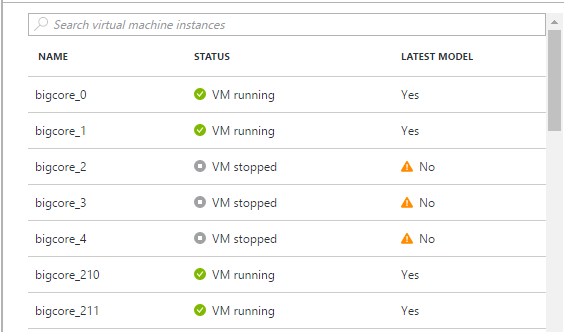 Search virtual machine instances
NAME STATUS LATEST MODEL
bigcore_0 VM running Yes
bigcore_1 VM running Yes
bigcore_2 VM stopped No
bigcore_3 VM stopped No
bigcore_4 VM stopped No
bigcore_210 VM running Yes
bigcore_211 VM running Yes